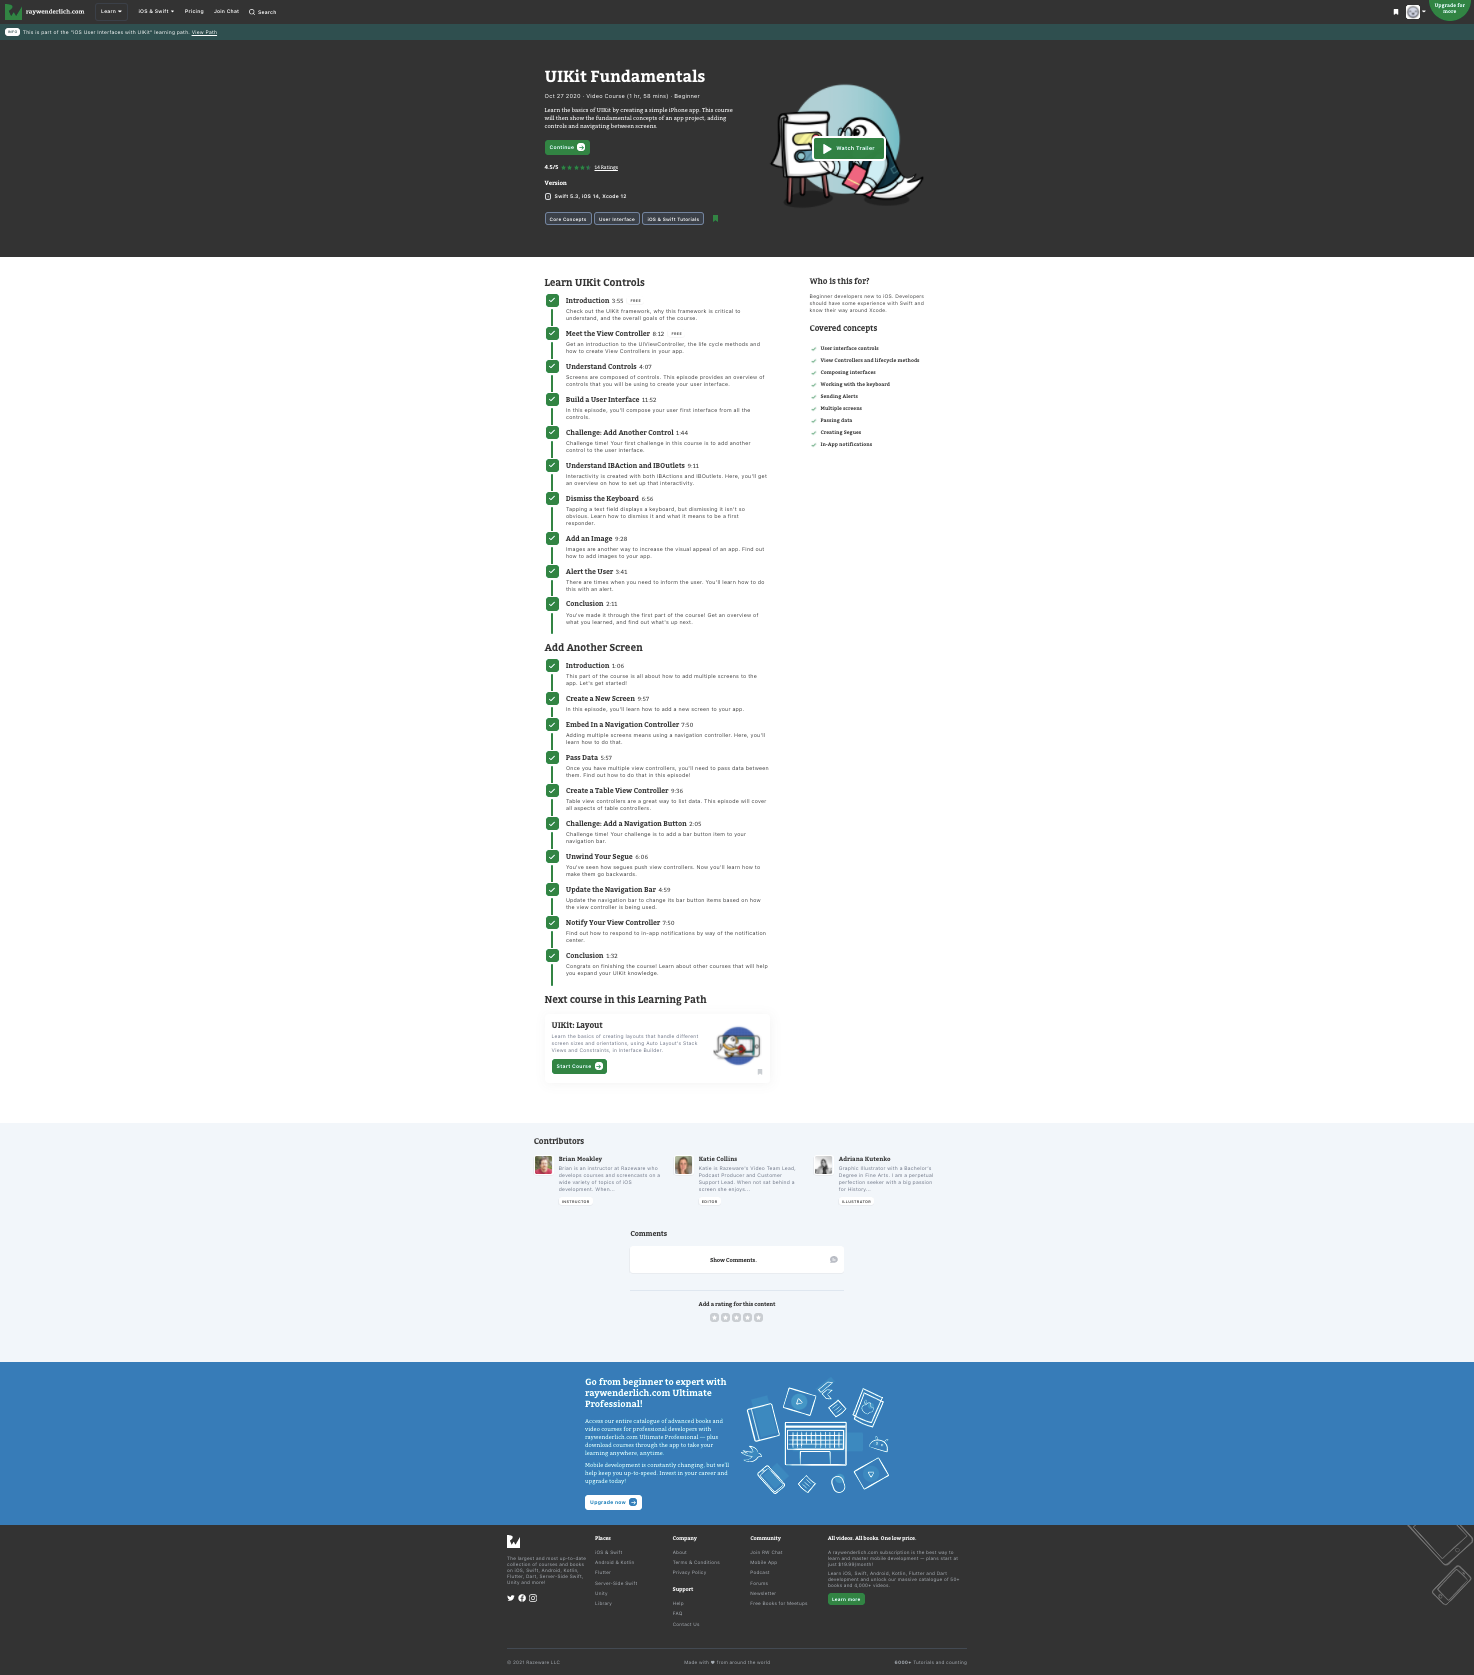 raywenderlich.com
Learn
iOS & Swift
Pricing
Join Chat
Search
Upgrade for
more
INFO
This is part of the "iOS User Interfaces with UIKit" learning path. View Path
UIKit Fundamentals
Oct 27 2020 · Video Course (1 hr, 58 mins) · Beginner
Learn the basics of UIKit by creating a simple iPhone app. This course
will then show the fundamental concepts of an app project, adding
controls and navigating between screens.
Continue
Watch Trailer
4.5/5
14 Ratings
Version
Swift 5.3, iOS 14, Xcode 12
Core Concepts
User Interface
iOS & Swift Tutorials
Learn UIKit Controls
Introduction 3:55 FREE
Check out the UIKit framework, why this framework is critical to
understand, and the overall goals of the course.
Meet the View Controller 8:12 FREE
Get an introduction to the UIViewController, the life cycle methods and
how to create View Controllers in your app.
Understand Controls 4:07
Screens are composed of controls. This episode provides an overview of
controls that you will be using to create your user interface.
Build a User Interface 11:52
In this episode, you'll compose your user first interface from all the
controls.
Challenge: Add Another Control 1:44
Challenge time! Your first challenge in this course is to add another
control to the user interface.
Understand IBAction and IBOutlets 9:11
Interactivity is created with both IBActions and IBOutlets. Here, you'll get
an overview on how to set up that interactivity.
Dismiss the Keyboard 6:56
Tapping a text field displays a keyboard, but dismissing it isn't so
obvious. Learn how to dismiss it and what it means to be a first
responder.
Add an Image 9:28
Images are another way to increase the visual appeal of an app. Find out
how to add images to your app.
Alert the User 3:41
There are times when you need to inform the user. You'll learn how to do
this with an alert.
Conclusion 2:11
You've made it through the first part of the course! Get an overview of
what you learned, and find out what's up next.
Add Another Screen
Introduction 1:06
This part of the course is all about how to add multiple screens to the
app. Let's get started!
Create a New Screen 9:57
In this episode, you'll learn how to add a new screen to your app.
Embed In a Navigation Controller 7:50
Adding multiple screens means using a navigation controller. Here, you'll
learn how to do that.
Pass Data 5:57
Once you have multiple view controllers, you'll need to pass data between
them. Find out how to do that in this episode!
Create a Table View Controller 9:36
Table view controllers are a great way to list data. This episode will cover
all aspects of table controllers.
Challenge: Add a Navigation Button 2:05
Challenge time! Your challenge is to add a bar button item to your
navigation bar.
Unwind Your Segue 6:06
You've seen how segues push view controllers. Now you'll learn how to
make them go backwards.
Update the Navigation Bar 4:59
Update the navigation bar to change its bar button items based on how
the view controller is being used.
Notify Your View Controller 7:50
Find out how to respond to in-app notifications by way of the notification
center.
Conclusion 1:32
Congrats on finishing the course! Learn about other courses that will help
you expand your UIKit knowledge.
Who is this for?
Beginner developers new to iOS. Developers
should have some experience with Swift and
know their way around Xcode.
Covered concepts
User interface controls
View Controllers and lifecycle methods
Composing interfaces
Working with the keyboard
Sending Alerts
Multiple screens
Passing data
Creating Segues
In-App notifications
Next course in this Learning Path
UIKit: Layout
Learn the basics of creating layouts that handle different
screen sizes and orientations, using Auto Layout's Stack
Views and Constraints, in Interface Builder.
Start Course
Contributors
Brian Moakley
Brian is an instructor at Razeware who
develops courses and screencasts on a
wide variety of topics of iOS
development. When...
INSTRUCTOR
Katie Collins
Katie is Razeware's Video Team Lead,
Podcast Producer and Customer
Support Lead. When not sat behind a
screen she enjoys...
EDITOR
Adriana Kutenko
Graphic Illustrator with a Bachelor's
Degree in Fine Arts. I am a perpetual
perfection seeker with a big passion
for History...
ILLUSTRATOR
Comments
Show Comments.
Add a rating for this content
Go from beginner to expert with
raywenderlich.com Ultimate
Professional!
Access our entire catalogue of advanced books and
video courses for professional developers with
raywenderlich.com Ultimate Professional — plus
download courses through the app to take your
learning anywhere, anytime.
Mobile development is constantly changing, but we'll
help keep you up-to-speed. Invest in your career and
upgrade today!
Upgrade now
The largest and most up-to-date
collection of courses and books
on iOS, Swift, Android, Kotlin,
Flutter, Dart, Server-Side Swift,
Unity and more!
Places
iOS & Swift
Android & Kotlin
Flutter
Server-Side Swift
Unity
Library
Company
About
Terms & Conditions
Privacy Policy
Support
Help
FAQ
Contact Us
Community
Join RW Chat
Mobile App
Podcast
Forums
Newsletter
Free Books for Meetups
All videos. All books. One low price.
A raywenderlich.com subscription is the best way to
learn and master mobile development — plans start at
just $19.99/month!
Learn iOS, Swift, Android, Kotlin, Flutter and Dart
development and unlock our massive catalogue of 50+
books and 4,000+ videos.
Learn more
© 2021 Razeware LLC
Made with ♥ from around the world
6000+ Tutorials and counting